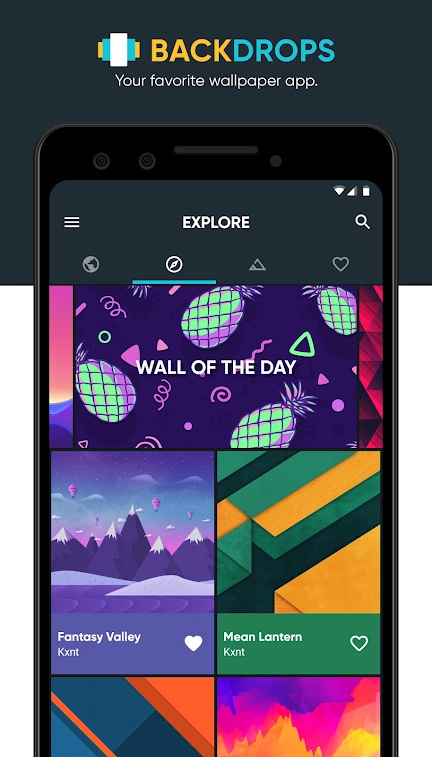 BACKDROPS
Your favorite wallpaper app.
EXPLORE
WALL OF THE DAY
Fantasy Valley
Kxnt
Mean Lantern
Kxnt